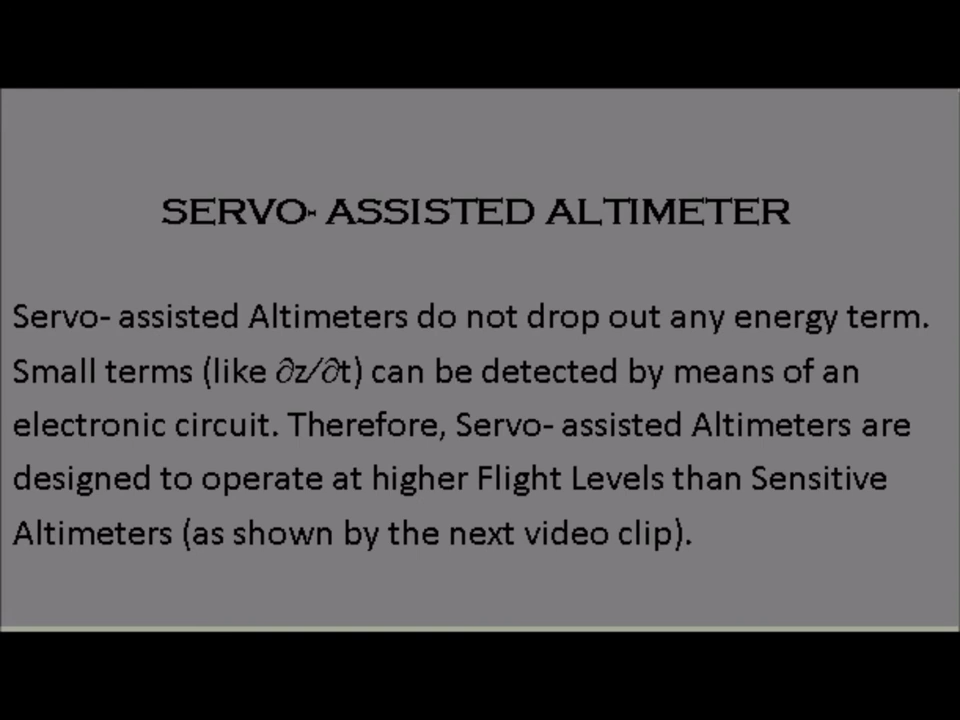 SERVO- ASSISTED ALTIMETER
Servo- assisted Altimeters do not drop out any energy term.
Small terms (like ∂z/∂t) can be detected by means of an
electronic circuit. Therefore, Servo- assisted Altimeters are
designed to operate at higher Flight Levels than Sensitive
Altimeters (as shown by the next video clip).